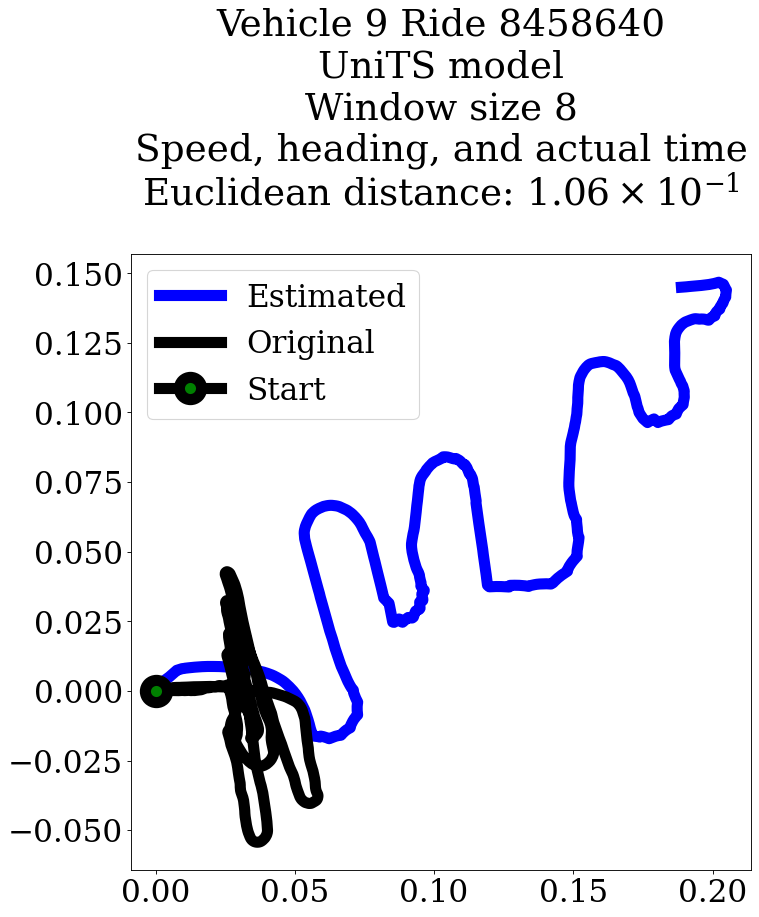 Vehicle 9 Ride 8458640
UniTS model
Window size 8
Speed, heading, and actual time
Euclidean distance: 1.06 × 10⁻¹
Estimated
Original
Start
0.150
0.125
0.100
0.075
0.050
0.025
0.000
−0.025
−0.050
0.00 0.05 0.10 0.15 0.20